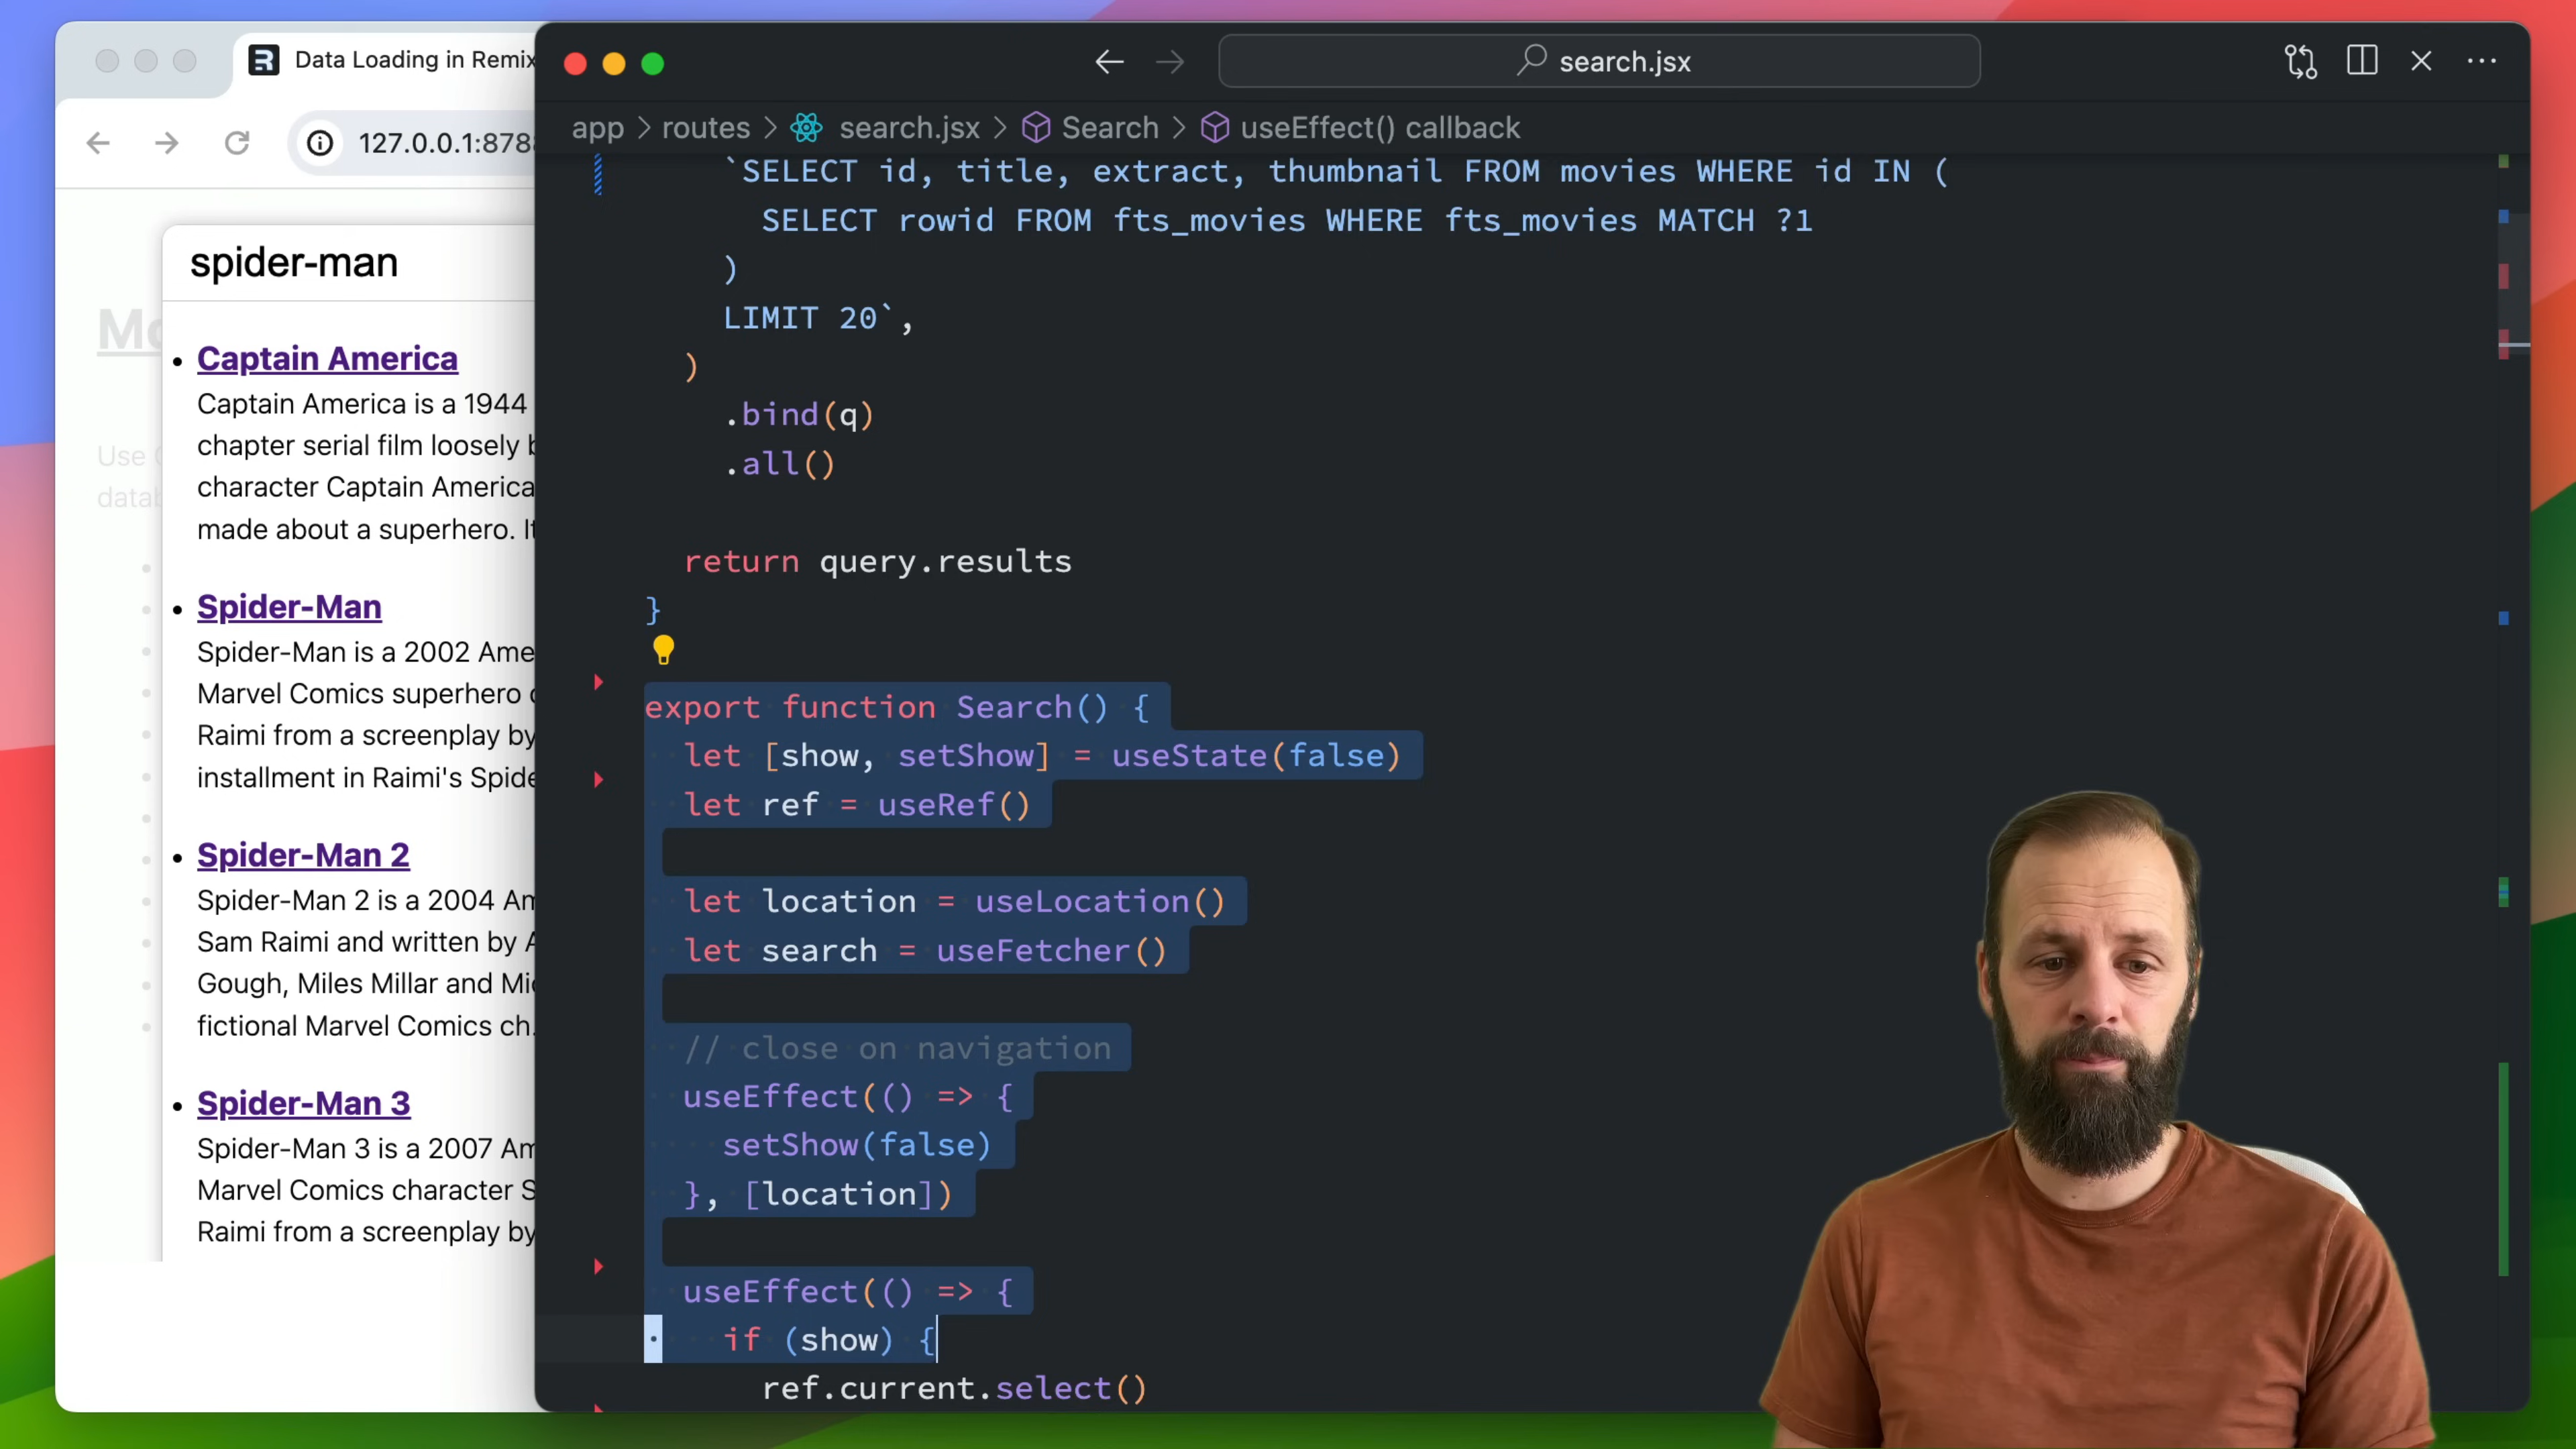 Data Loading in Remix
127.0.0.1:878
Mo
Use
datab
spider-man
Captain America
Captain America is a 1944
chapter serial film loosely b
character Captain America
made about a superhero. It
Spider-Man
Spider-Man is a 2002 Ame
Marvel Comics superhero
Raimi from a screenplay by
installment in Raimi's Spide
Spider-Man 2
Spider-Man 2 is a 2004 Am
Sam Raimi and written by A
Gough, Miles Millar and Mic
fictional Marvel Comics ch.
Spider-Man 3
Spider-Man 3 is a 2007 Am
Marvel Comics character S
Raimi from a screenplay by
search.jsx
app > routes > search.jsx > Search > useEffect() callback
`SELECT id, title, extract, thumbnail FROM movies WHERE id IN (
SELECT rowid FROM fts_movies WHERE fts_movies MATCH ?1
)
LIMIT 20`,
)
.bind(q)
.all()
return query.results
}
export function Search() {
let [show, setShow] = useState(false)
let ref = useRef()
let location = useLocation()
let search = useFetcher()
// close on navigation
useEffect(() => {
setShow(false)
}, [location])
useEffect(() => {
if (show) {
ref.current.select()